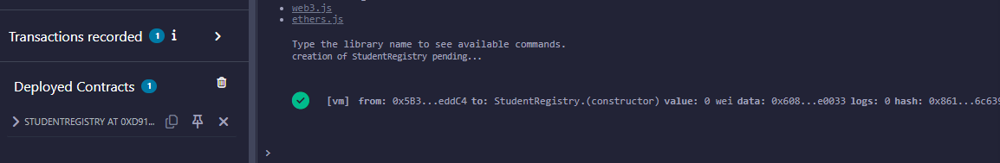 Transactions recorded 1 i
Deployed Contracts 1
STUDENTREGISTRY AT 0XD91...
• web3.js
• ethers.js
Type the library name to see available commands.
creation of StudentRegistry pending...
[vm] from: 0x5B3...eddC4 to: StudentRegistry.(constructor) value: 0 wei data: 0x608...e0033 logs: 0 hash: 0x861...6c639
>